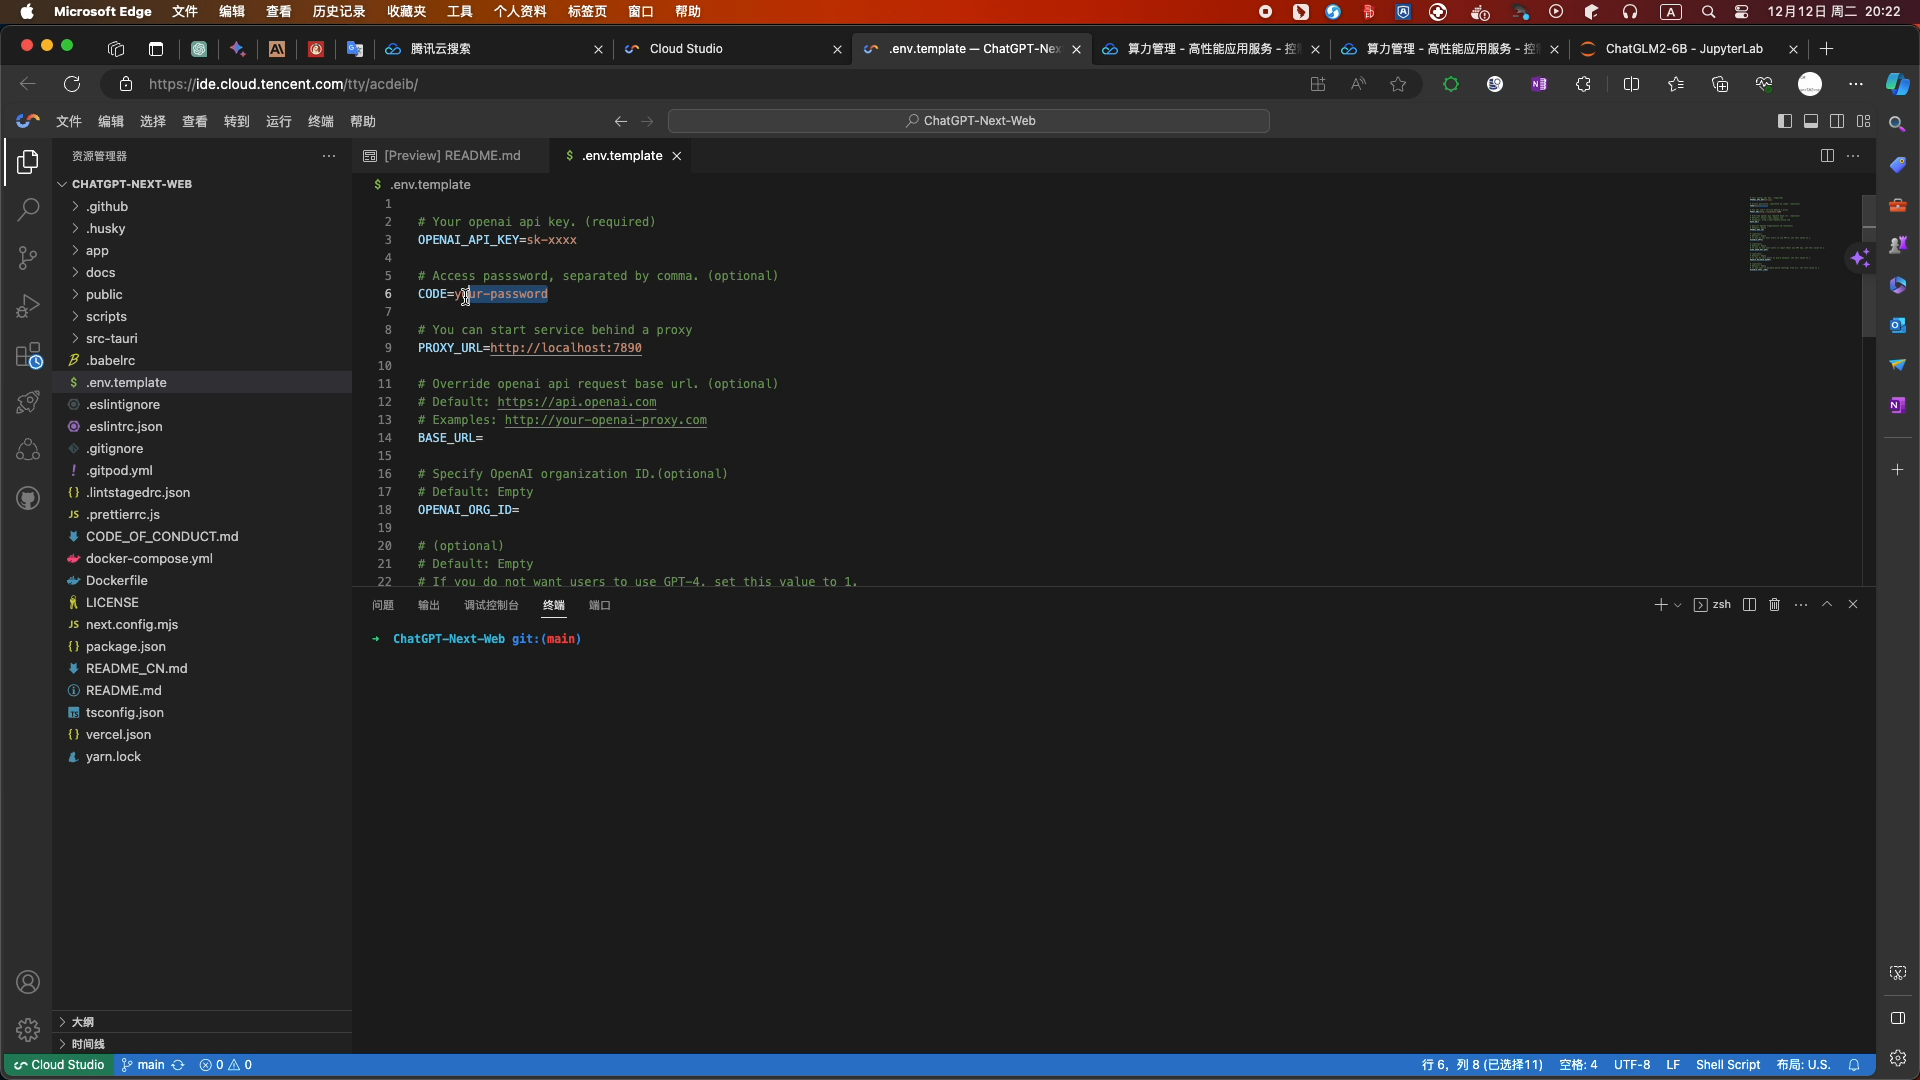 Microsoft Edge 文件 编辑 查看 历史记录 收藏夹 工具 个人资料 标签页 窗口 帮助 12月12日 周二 20:22
腾讯云搜索 Cloud Studio .env.template — ChatGPT-Nex 算力管理 - 高性能应用服务 - 控 算力管理 - 高性能应用服务 - 控 ChatGLM2-6B - JupyterLab
https://ide.cloud.tencent.com/tty/acdeib/
文件 编辑 选择 查看 转到 运行 终端 帮助 ChatGPT-Next-Web
资源管理器
CHATGPT-NEXT-WEB
.github
.husky
app
docs
public
scripts
src-tauri
.babelrc
.env.template
.eslintignore
.eslintrc.json
.gitignore
.gitpod.yml
.lintstagedrc.json
.prettierrc.js
CODE_OF_CONDUCT.md
docker-compose.yml
Dockerfile
LICENSE
next.config.mjs
package.json
README_CN.md
README.md
tsconfig.json
vercel.json
yarn.lock
大纲
时间线
[Preview] README.md .env.template
.env.template
1
2 # Your openai api key. (required)
3 OPENAI_API_KEY=sk-xxxx
4
5 # Access passsword, separated by comma. (optional)
6 CODE=your-password
7
8 # You can start service behind a proxy
9 PROXY_URL=http://localhost:7890
10
11 # Override openai api request base url. (optional)
12 # Default: https://api.openai.com
13 # Examples: http://your-openai-proxy.com
14 BASE_URL=
15
16 # Specify OpenAI organization ID.(optional)
17 # Default: Empty
18 OPENAI_ORG_ID=
19
20 # (optional)
21 # Default: Empty
22 # If you do not want users to use GPT-4, set this value to 1.
问题 输出 调试控制台 终端 端口 zsh
→ ChatGPT-Next-Web git:(main)
Cloud Studio main 0 0 行 6，列 8 (已选择11) 空格: 4 UTF-8 LF Shell Script 布局: U.S.